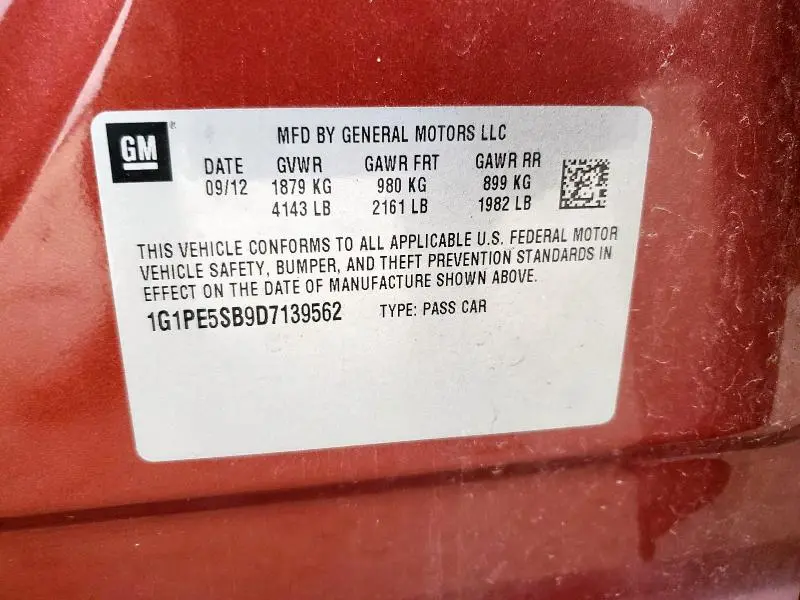 GM
MFD BY GENERAL MOTORS LLC
DATE GVWR GAWR FRT GAWR RR
09/12 1879 KG 980 KG 899 KG
4143 LB 2161 LB 1982 LB
THIS VEHICLE CONFORMS TO ALL APPLICABLE U.S. FEDERAL MOTOR
VEHICLE SAFETY, BUMPER, AND THEFT PREVENTION STANDARDS IN
EFFECT ON THE DATE OF MANUFACTURE SHOWN ABOVE.
1G1PE5SB9D7139562 TYPE: PASS CAR